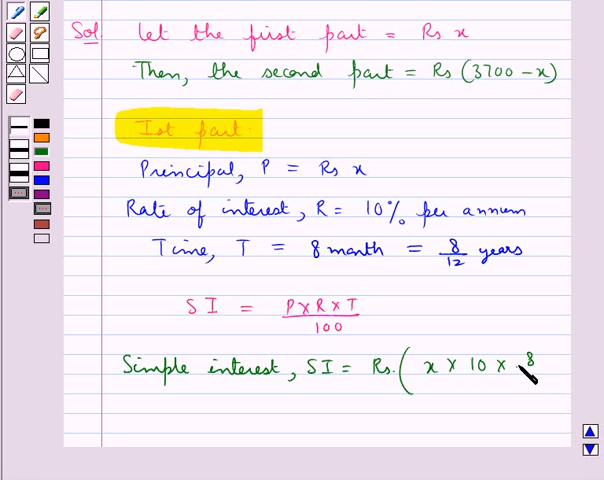 Sol. Let the first part = Rs x
Then, the second part = Rs (3700 - x)
Ist part.
Principal, P = Rs x
Rate of interest, R = 10% per annum
Time, T = 8 month = 8/12 years
SI = P × R × T / 100
Simple interest, SI = Rs. ( x × 10 × 8